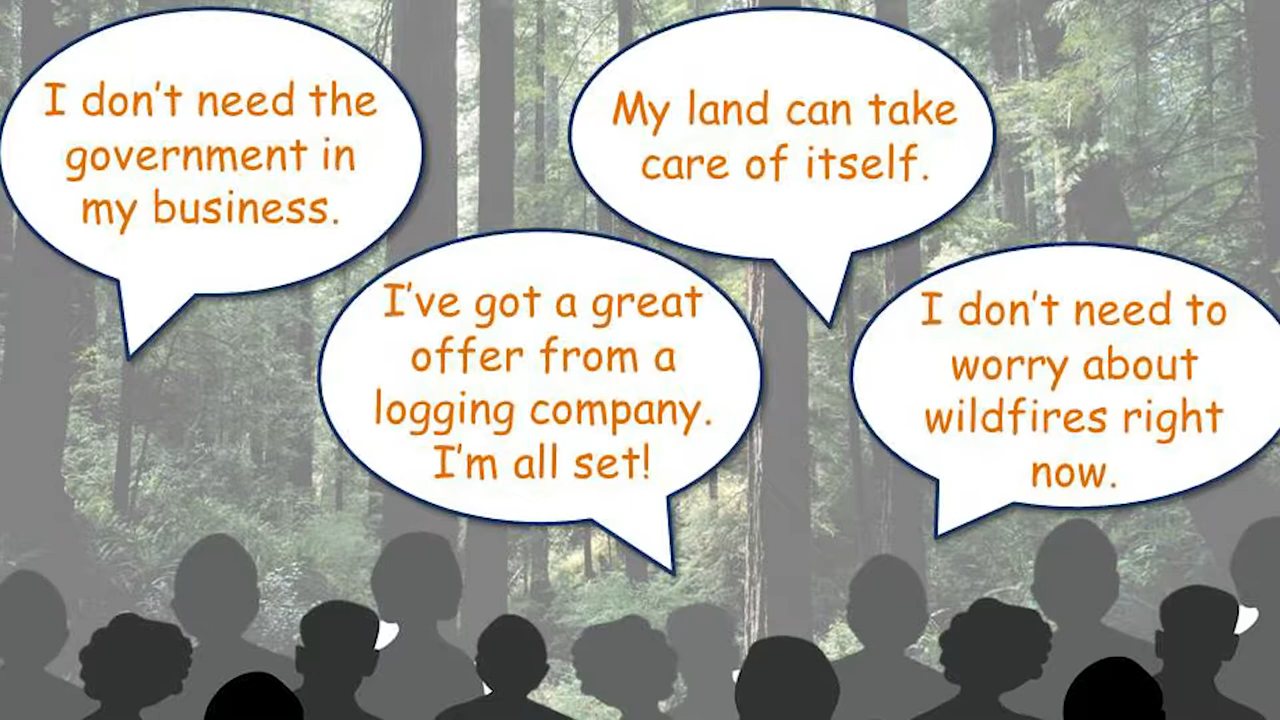 I don't need the
government in
my business.
My land can take
care of itself.
I've got a great
offer from a
logging company.
I'm all set!
I don't need to
worry about
wildfires right
now.